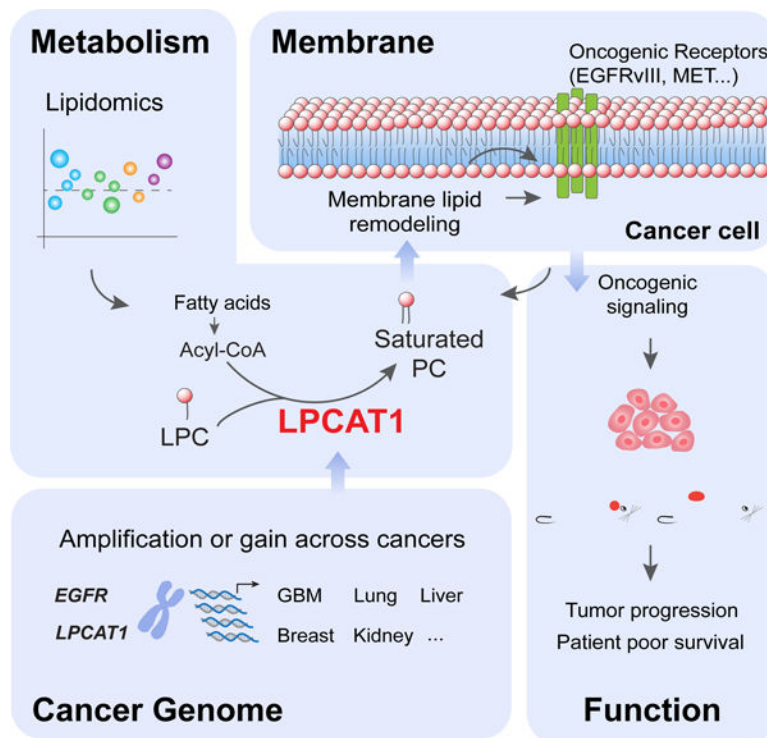 Metabolism
Lipidomics
Fatty acids
Acyl-CoA
LPC
LPCAT1
Saturated
PC
Membrane
Oncogenic Receptors
(EGFRvIII, MET...)
Membrane lipid
remodeling
Cancer cell
Amplification or gain across cancers
EGFR GBM Lung Liver
LPCAT1 Breast Kidney ...
Cancer Genome
Oncogenic
signaling
Tumor progression
Patient poor survival
Function